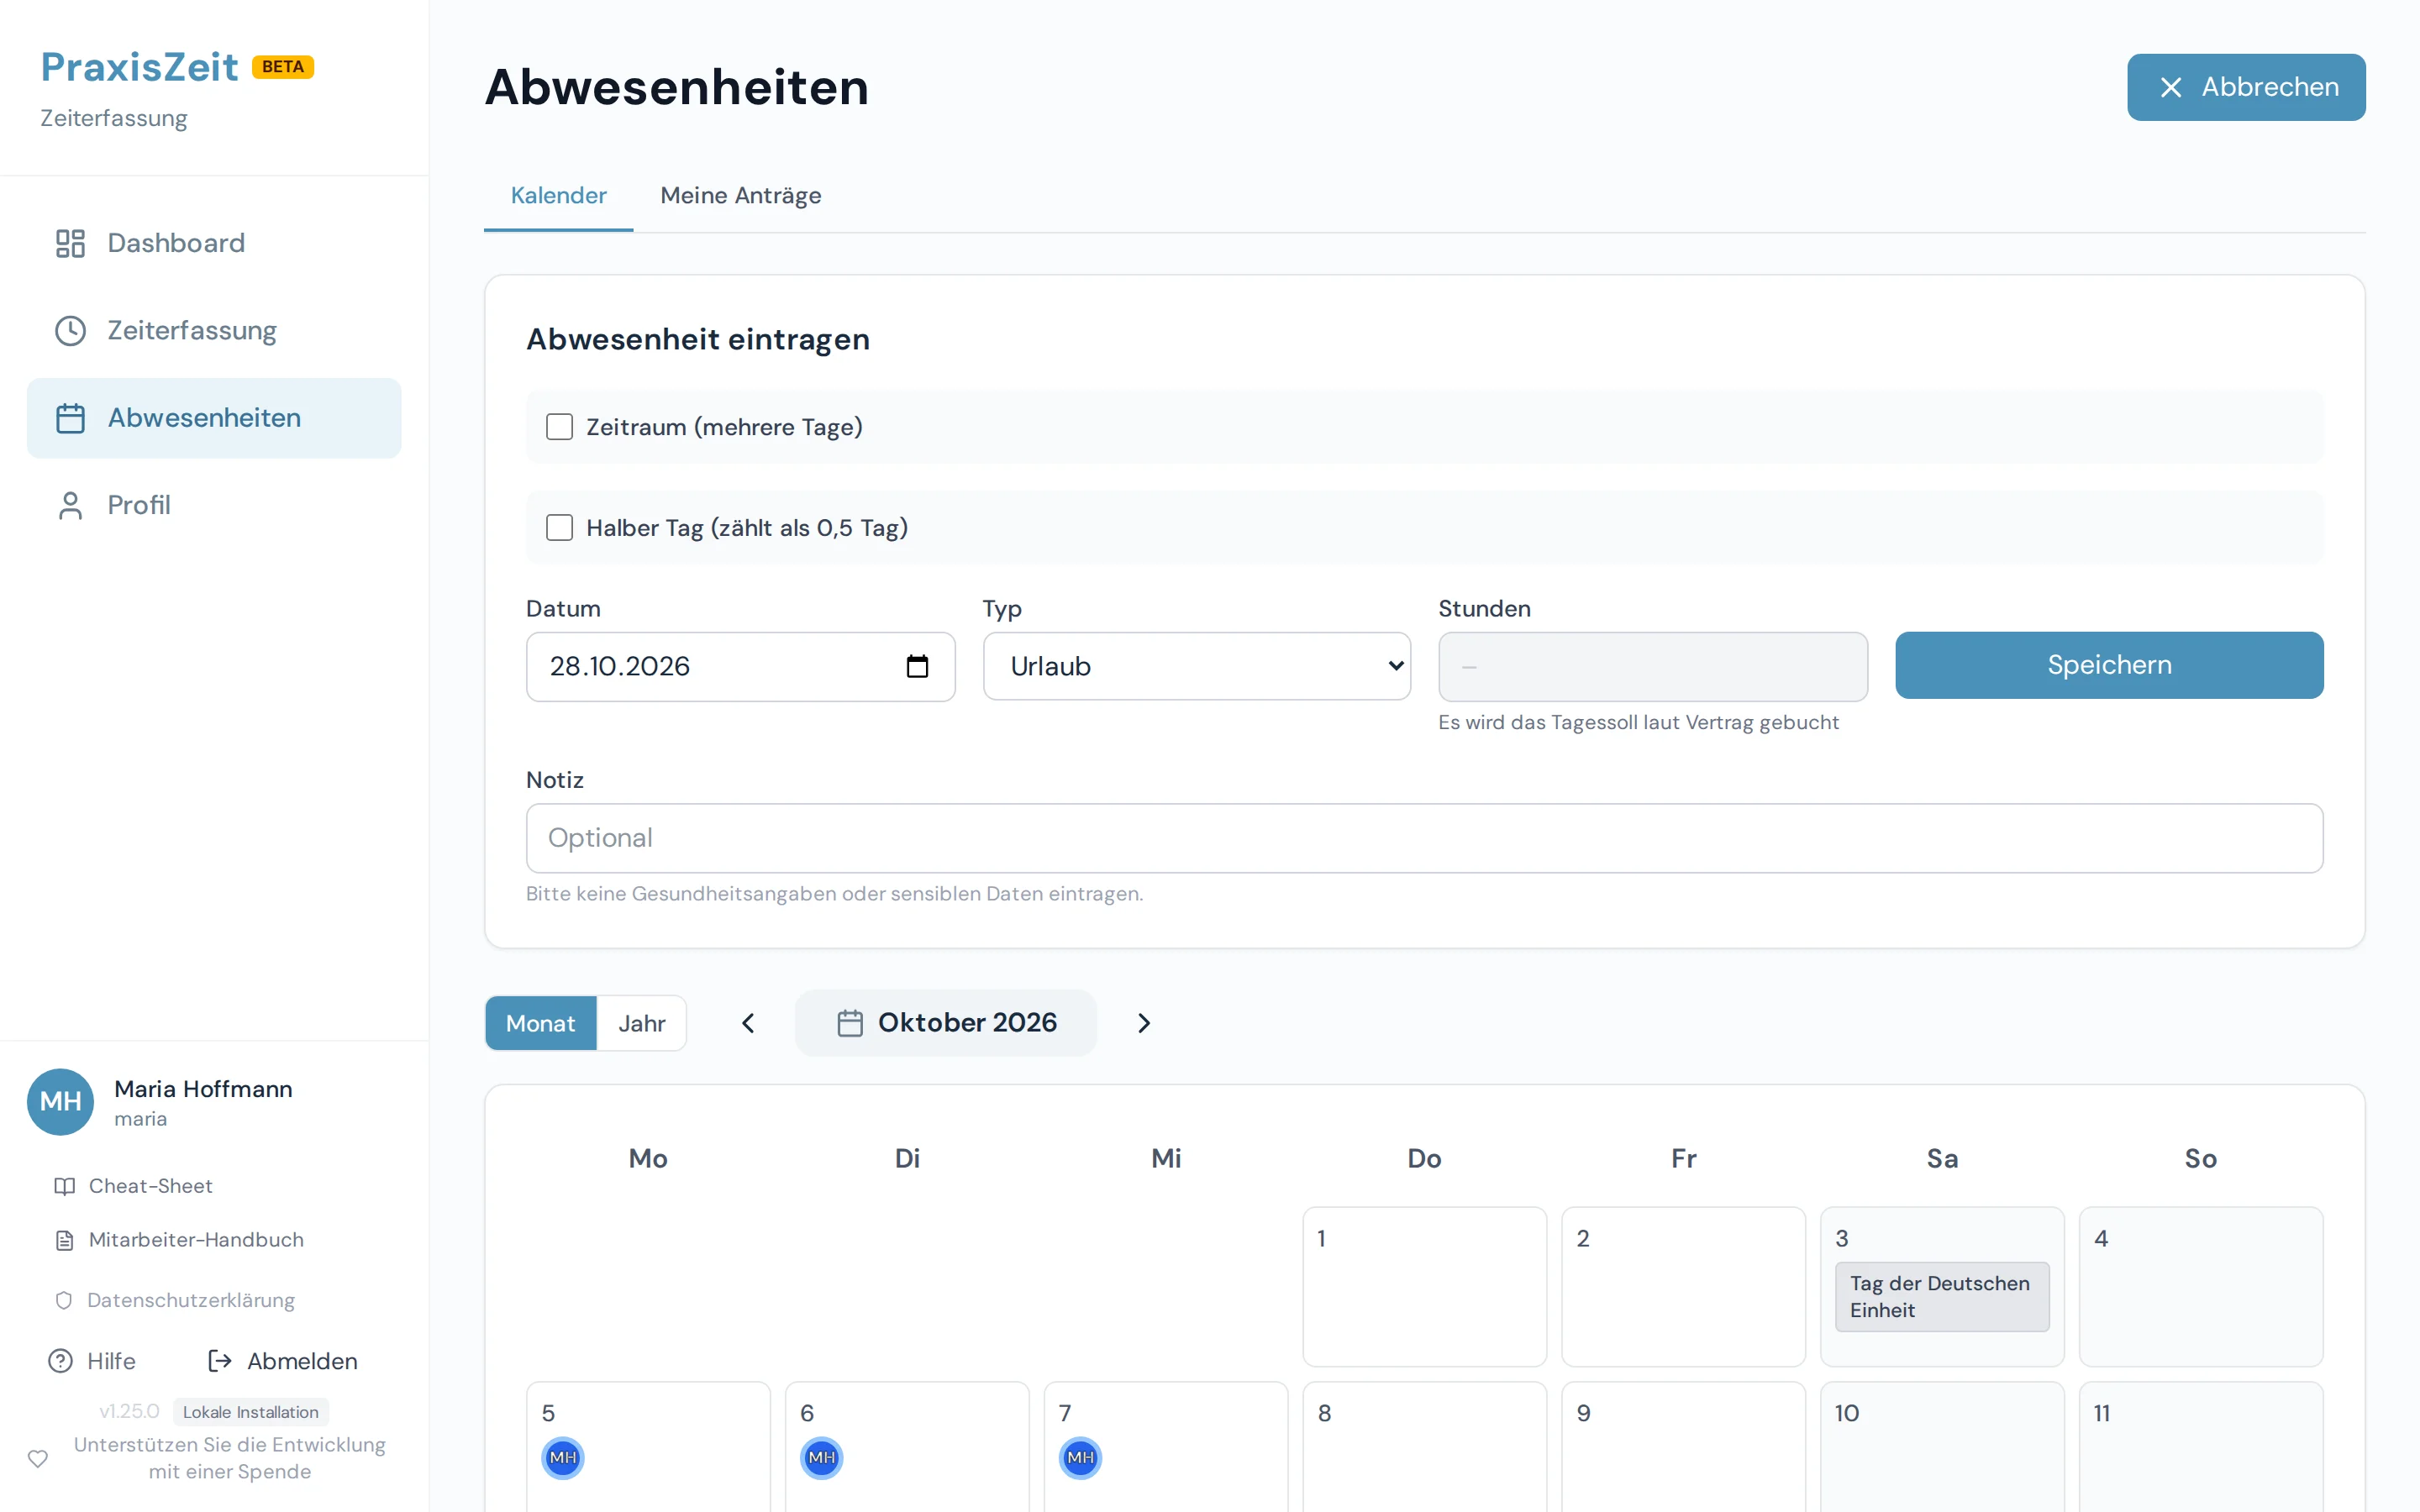 PraxisZeit BETA
Zeiterfassung
Dashboard
Zeiterfassung
Abwesenheiten
Profil
MH
Maria Hoffmann
maria
Cheat-Sheet
Mitarbeiter-Handbuch
Datenschutzerklärung
Hilfe
Abmelden
v1.25.0 Lokale Installation
Unterstützen Sie die Entwicklung
mit einer Spende
Abwesenheiten
Abbrechen
Kalender
Meine Anträge
Abwesenheit eintragen
Zeitraum (mehrere Tage)
Halber Tag (zählt als 0,5 Tag)
Datum
Typ
Stunden
28.10.2026
Urlaub
–
Speichern
Es wird das Tagessoll laut Vertrag gebucht
Notiz
Optional
Bitte keine Gesundheitsangaben oder sensiblen Daten eintragen.
Monat
Jahr
Oktober 2026
Mo Di Mi Do Fr Sa So
1 2 3 4
Tag der Deutschen
Einheit
5 6 7 8 9 10 11
MH MH MH